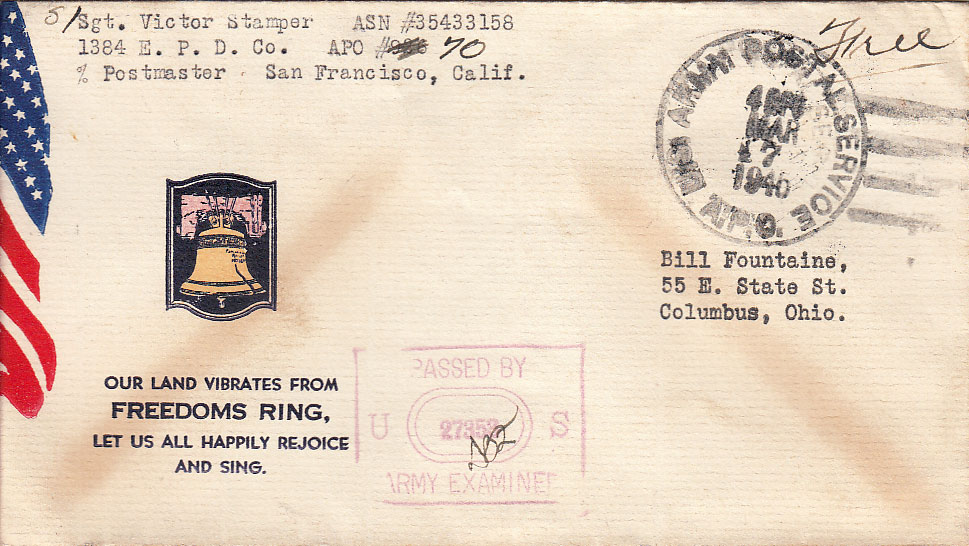 S/Sgt. Victor Stamper ASN #35433158
1384 E. P. D. Co. APO # 70
% Postmaster San Francisco, Calif.
Free
ARMY POSTAL SERVICE
MAR
17
A.P.O.
Bill Fountaine,
55 E. State St.
Columbus, Ohio.
OUR LAND VIBRATES FROM
FREEDOMS RING,
LET US ALL HAPPILY REJOICE
AND SING.
PASSED BY
U S
ARMY EXAMINER